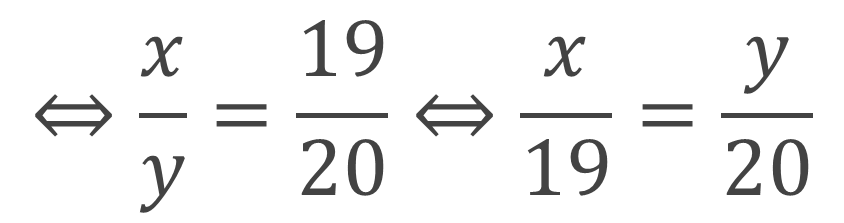 ⇔ x/y = 19/20 ⇔ x/19 = y/20